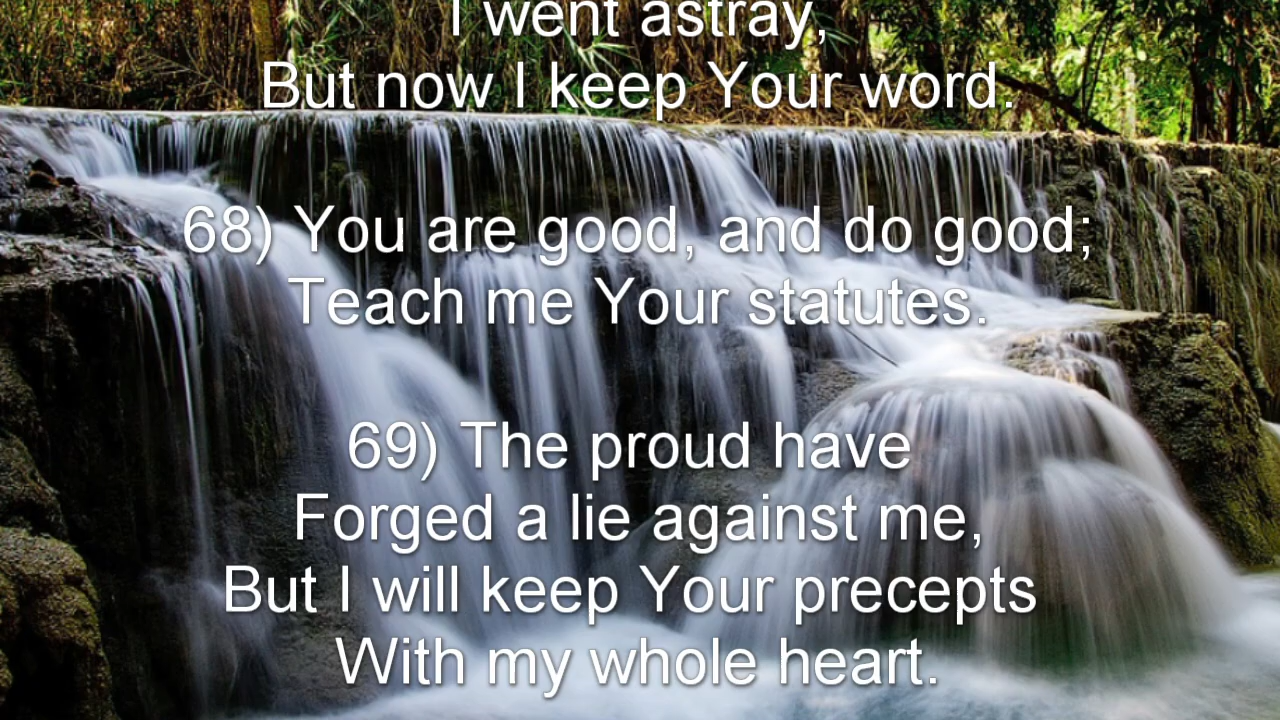 I went astray,
But now I keep Your word.
68) You are good, and do good;
Teach me Your statutes.
69) The proud have
Forged a lie against me,
But I will keep Your precepts
With my whole heart.